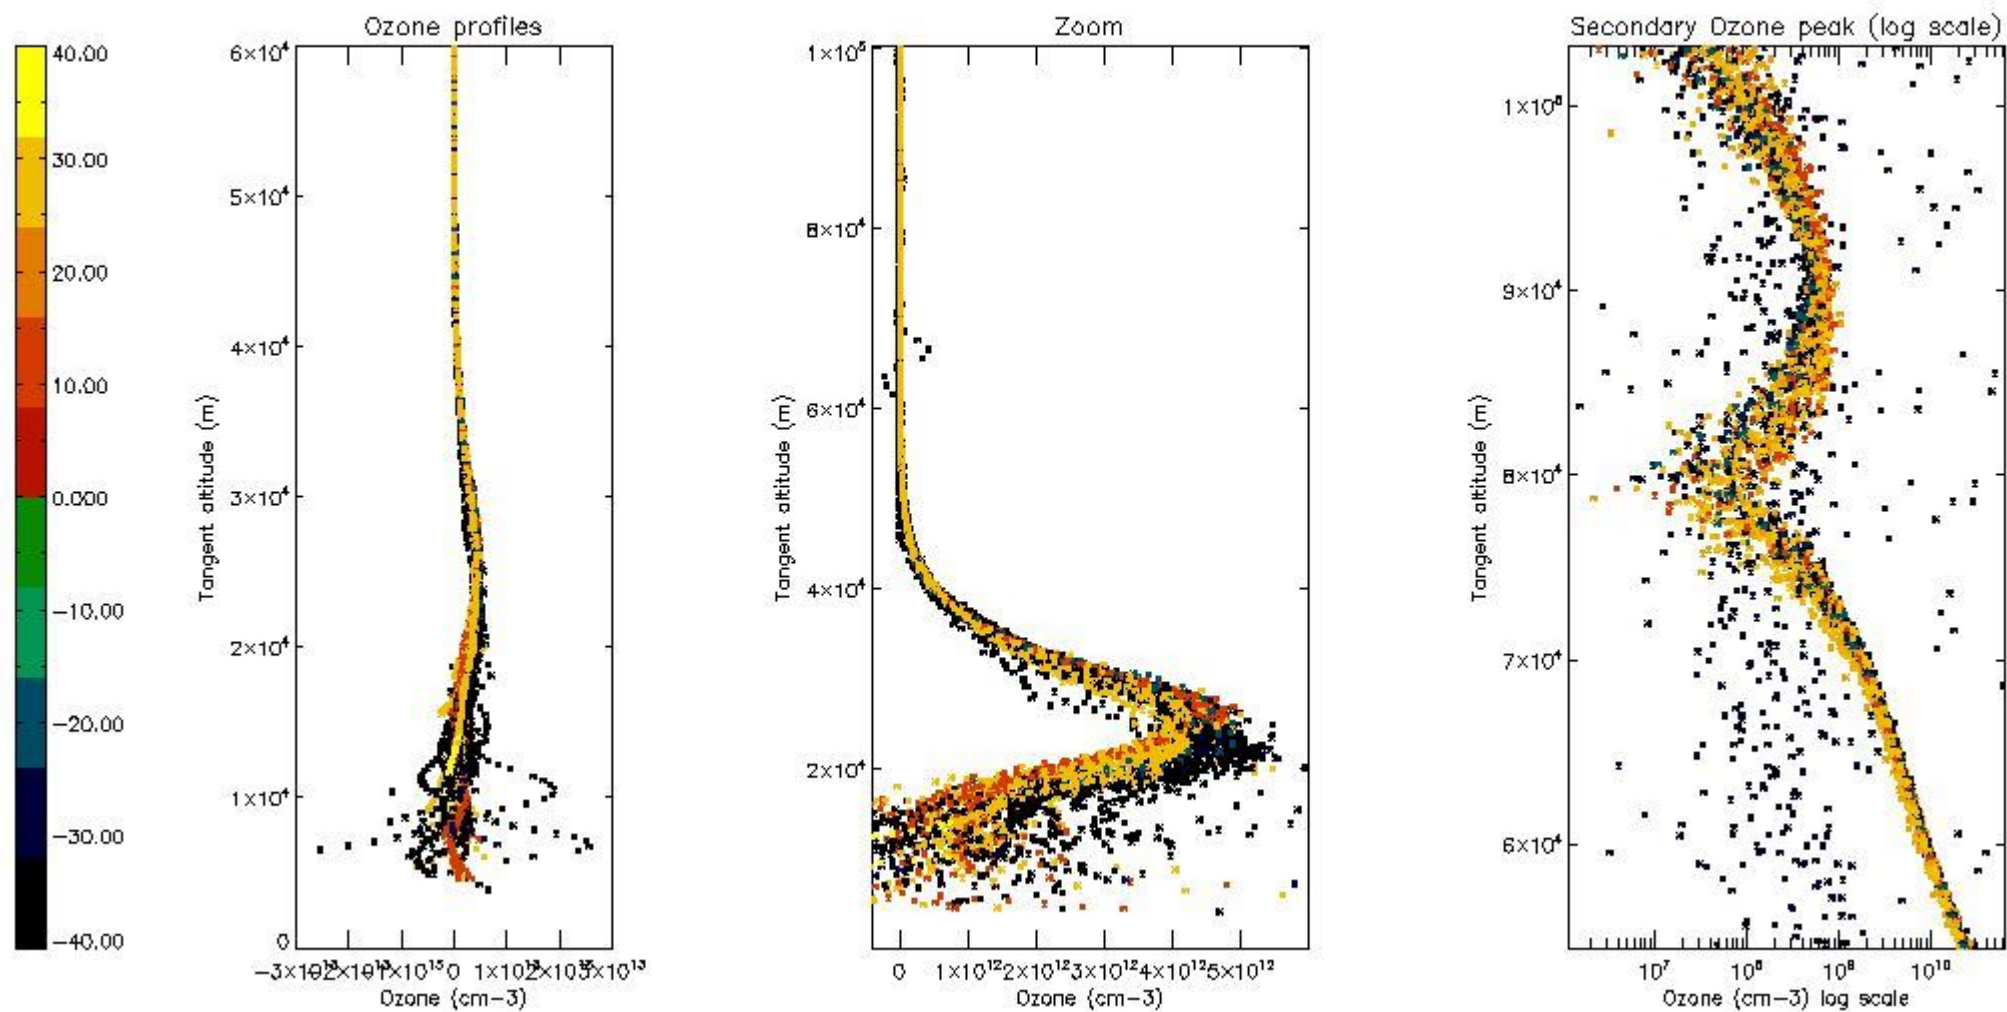 Ozone profiles
Zoom
Secondary Ozone peak (log scale)
40.00
30.00
20.00
10.00
0.000
−10.00
−20.00
−30.00
−40.00
6×10⁴
5×10⁴
4×10⁴
3×10⁴
2×10⁴
1×10⁴
0
Tangent altitude (m)
0
Ozone (cm−3)
1×10⁵
8×10⁴
6×10⁴
4×10⁴
2×10⁴
Tangent altitude (m)
0 1×10¹² 2×10¹² 3×10¹² 4×10¹² 5×10¹²
Ozone (cm−3)
9×10⁴
8×10⁴
7×10⁴
6×10⁴
Tangent altitude (m)
10⁷ 10⁸ 10⁹ 10¹⁰
Ozone (cm−3) log scale